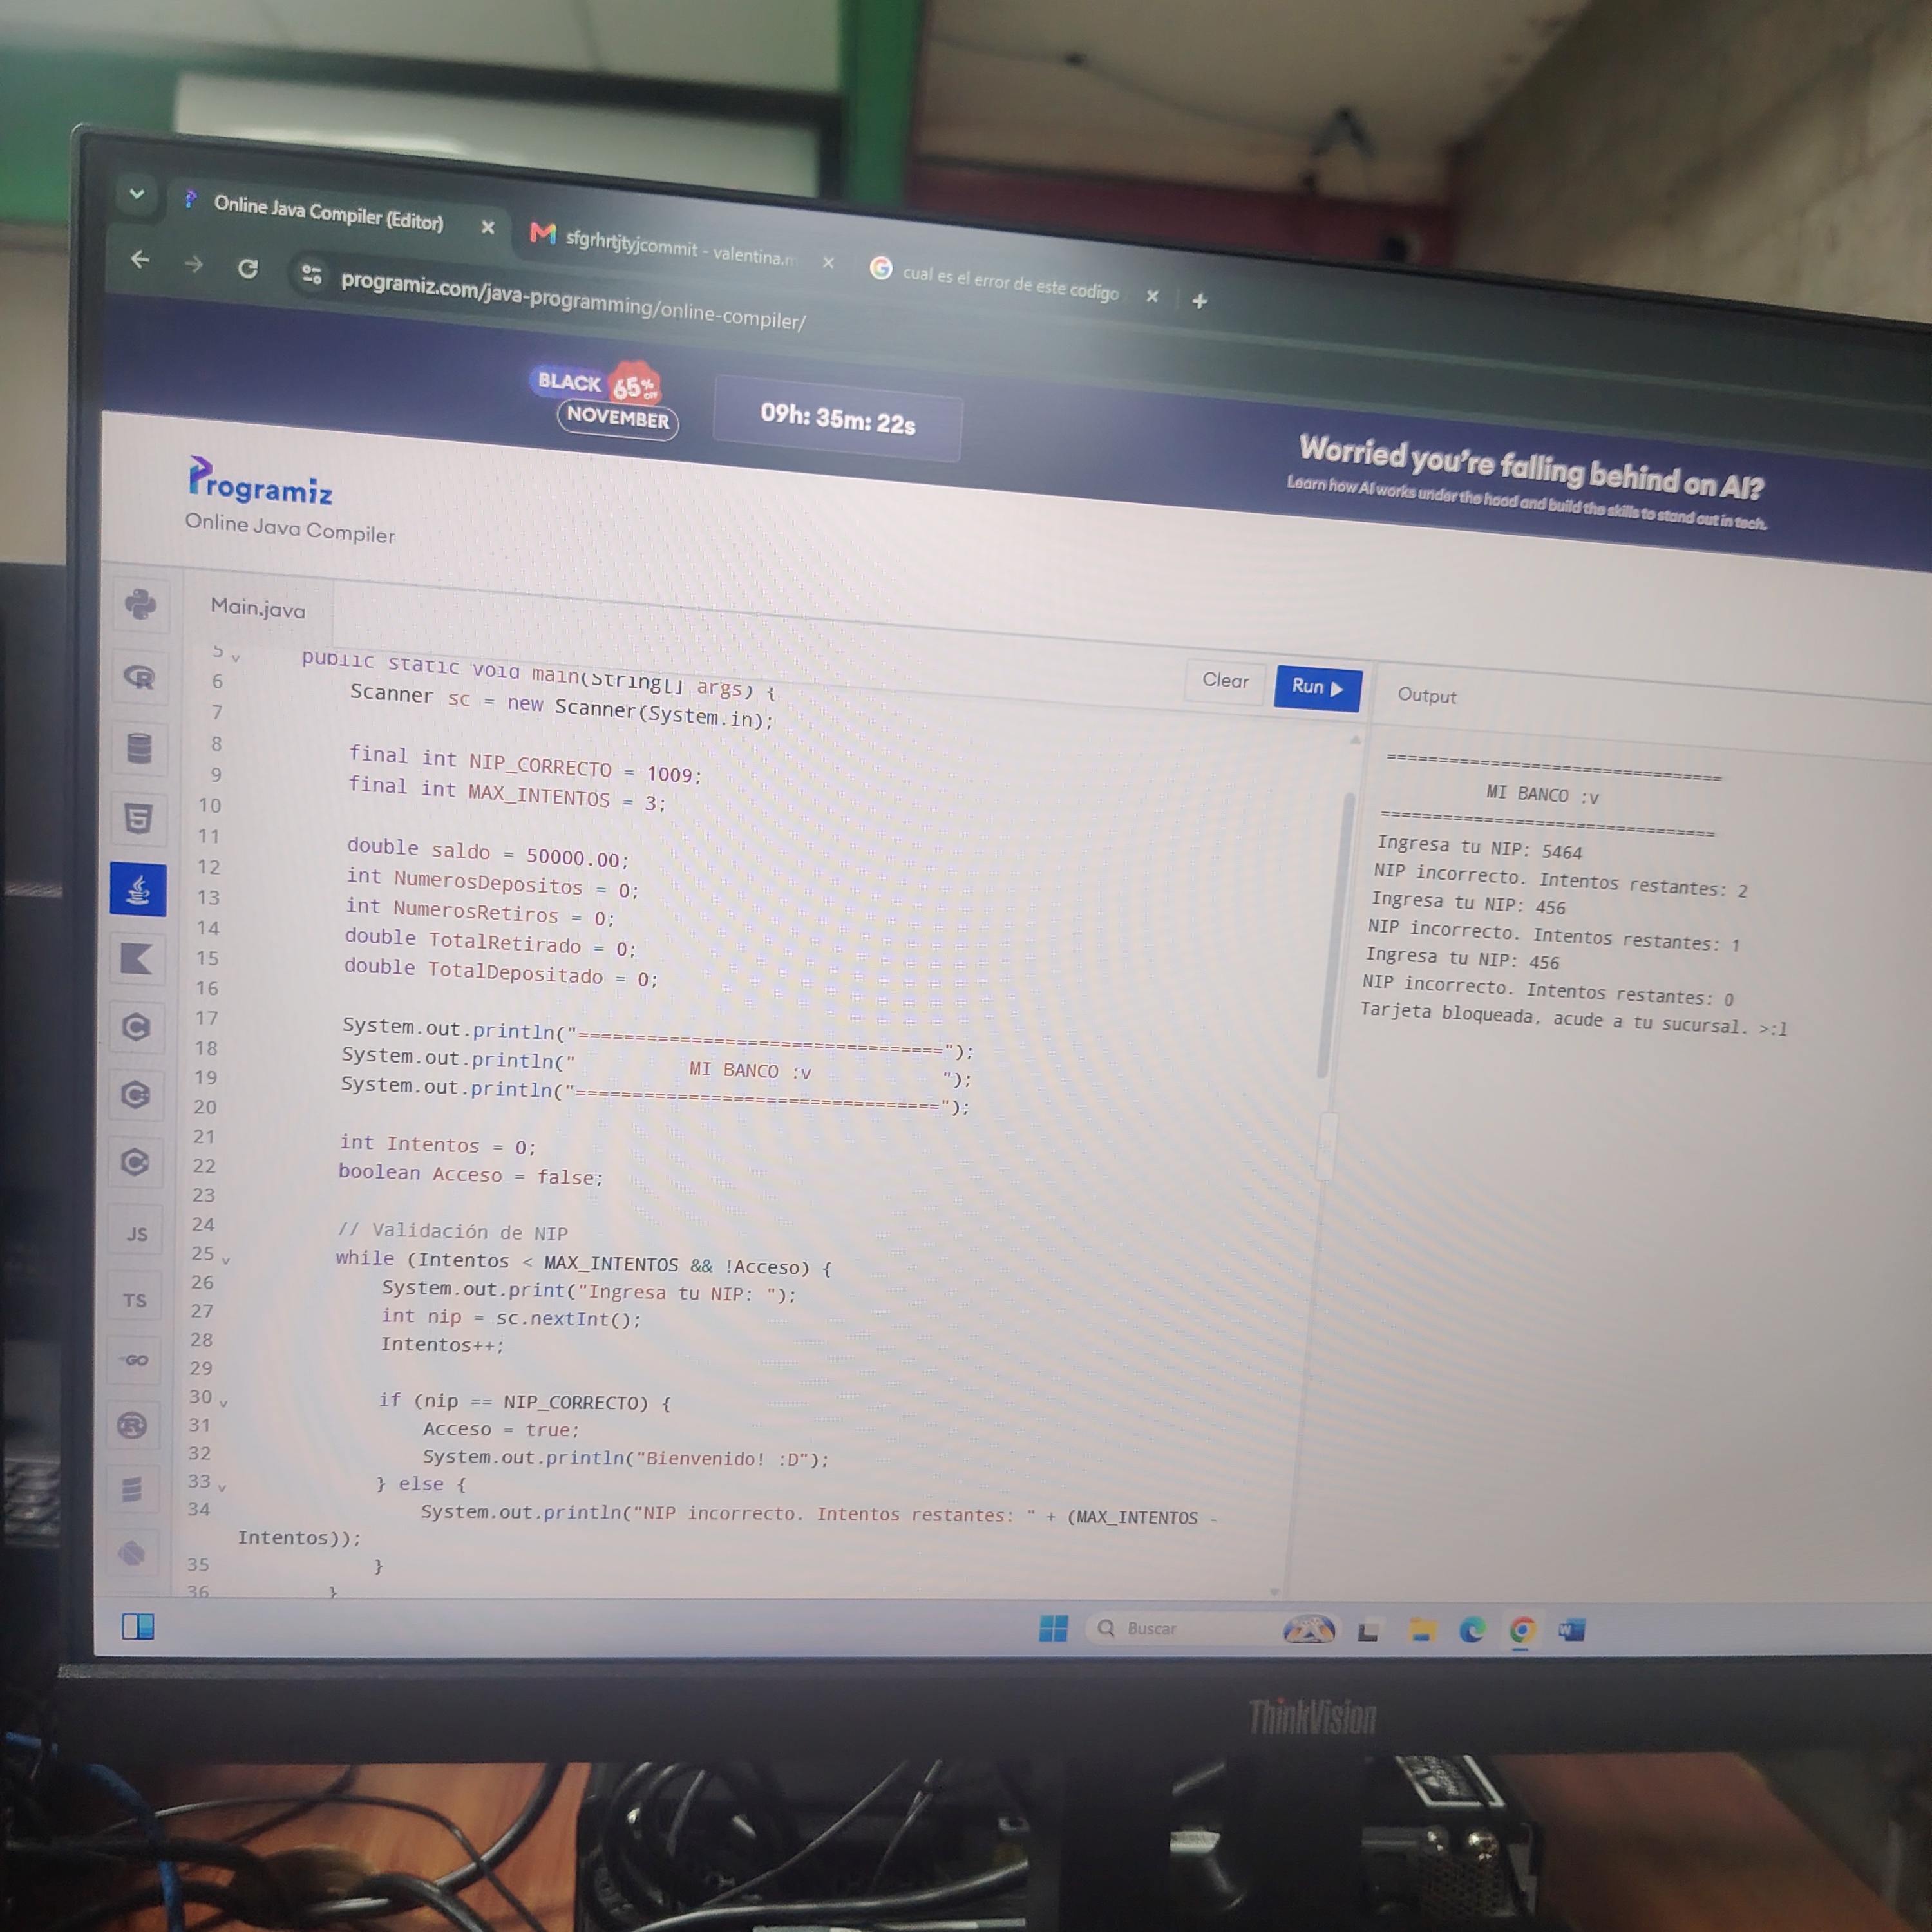 Online Java Compiler (Editor)
sfgrhrtjtyjcommit - valentina.m
cual es el error de este codigo
programiz.com/java-programming/online-compiler/
BLACK 65% OFF
NOVEMBER
09h: 35m: 22s
Worried you're falling behind on AI?
Learn how AI works under the hood and build the skills to stand out in tech.
Programiz
Online Java Compiler
Main.java
Clear
Run
Output
5 public static void main(String[] args) {
6 Scanner sc = new Scanner(System.in);
7
8 final int NIP_CORRECTO = 1009;
9 final int MAX_INTENTOS = 3;
10
11 double saldo = 50000.00;
12 int NumerosDepositos = 0;
13 int NumerosRetiros = 0;
14 double TotalRetirado = 0;
15 double TotalDepositado = 0;
16
17 System.out.println("================================");
18 System.out.println("          MI BANCO :v           ");
19 System.out.println("================================");
20
21 int Intentos = 0;
22 boolean Acceso = false;
23
24 // Validación de NIP
25 while (Intentos < MAX_INTENTOS && !Acceso) {
26 System.out.print("Ingresa tu NIP: ");
27 int nip = sc.nextInt();
28 Intentos++;
29
30 if (nip == NIP_CORRECTO) {
31 Acceso = true;
32 System.out.println("Bienvenido! :D");
33 } else {
34 System.out.println("NIP incorrecto. Intentos restantes: " + (MAX_INTENTOS -
Intentos));
35 }
36 }
================================
MI BANCO :v
================================
Ingresa tu NIP: 5464
NIP incorrecto. Intentos restantes: 2
Ingresa tu NIP: 456
NIP incorrecto. Intentos restantes: 1
Ingresa tu NIP: 456
NIP incorrecto. Intentos restantes: 0
Tarjeta bloqueada, acude a tu sucursal. >:l
JS
TS
GO
Buscar
ThinkVision